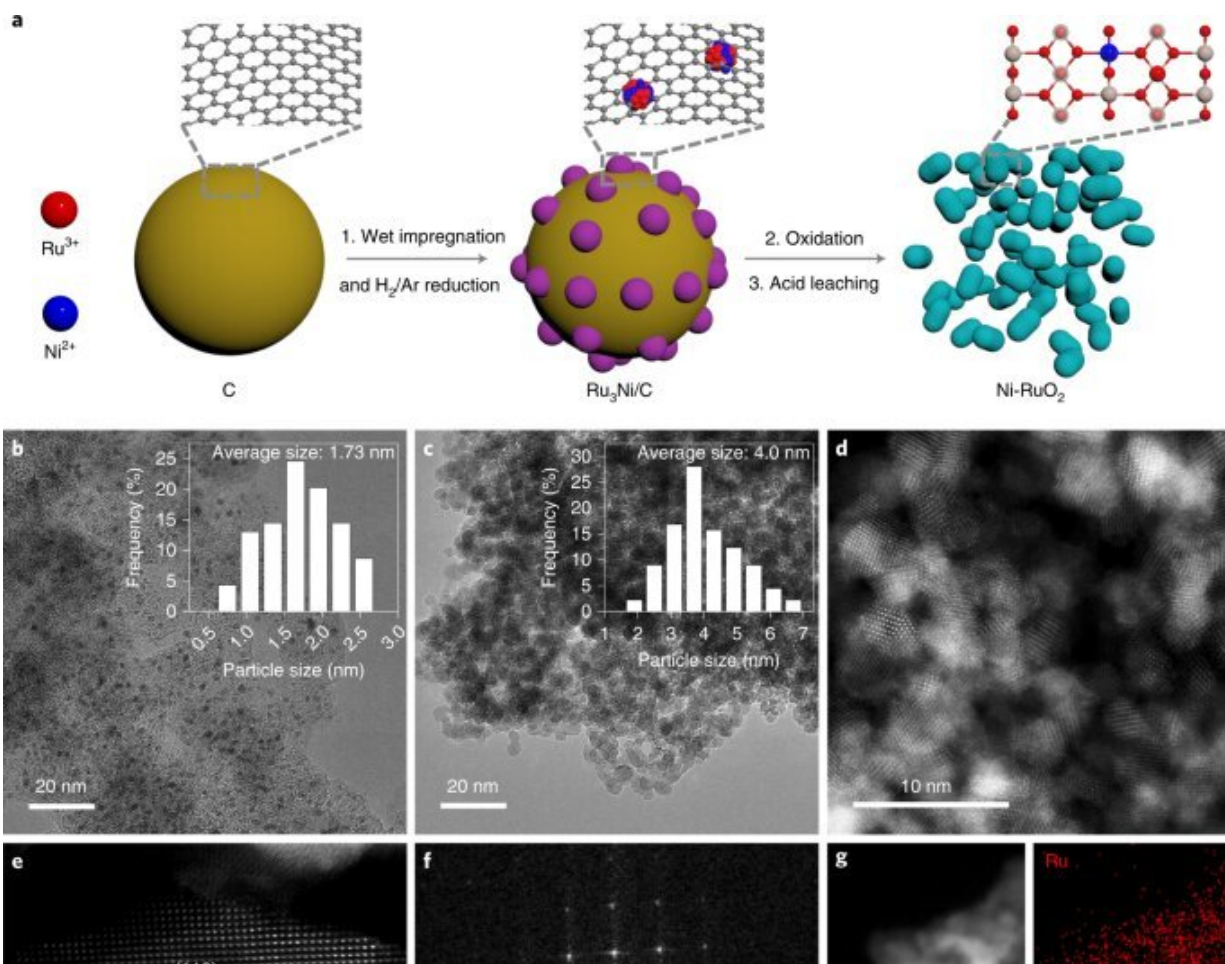 a
Ru³⁺
Ni²⁺
1. Wet impregnation
and H₂/Ar reduction
2. Oxidation
3. Acid leaching
C
Ru₃Ni/C
Ni-RuO₂
b
Average size: 1.73 nm
Frequency (%)
25
20
15
10
5
0
0.5
1.0
1.5
2.0
2.5
3.0
Particle size (nm)
20 nm
c
Average size: 4.0 nm
Frequency (%)
30
25
20
15
10
5
0
1 2 3 4 5 6 7
Particle size (nm)
20 nm
d
10 nm
e
f
g
Ru